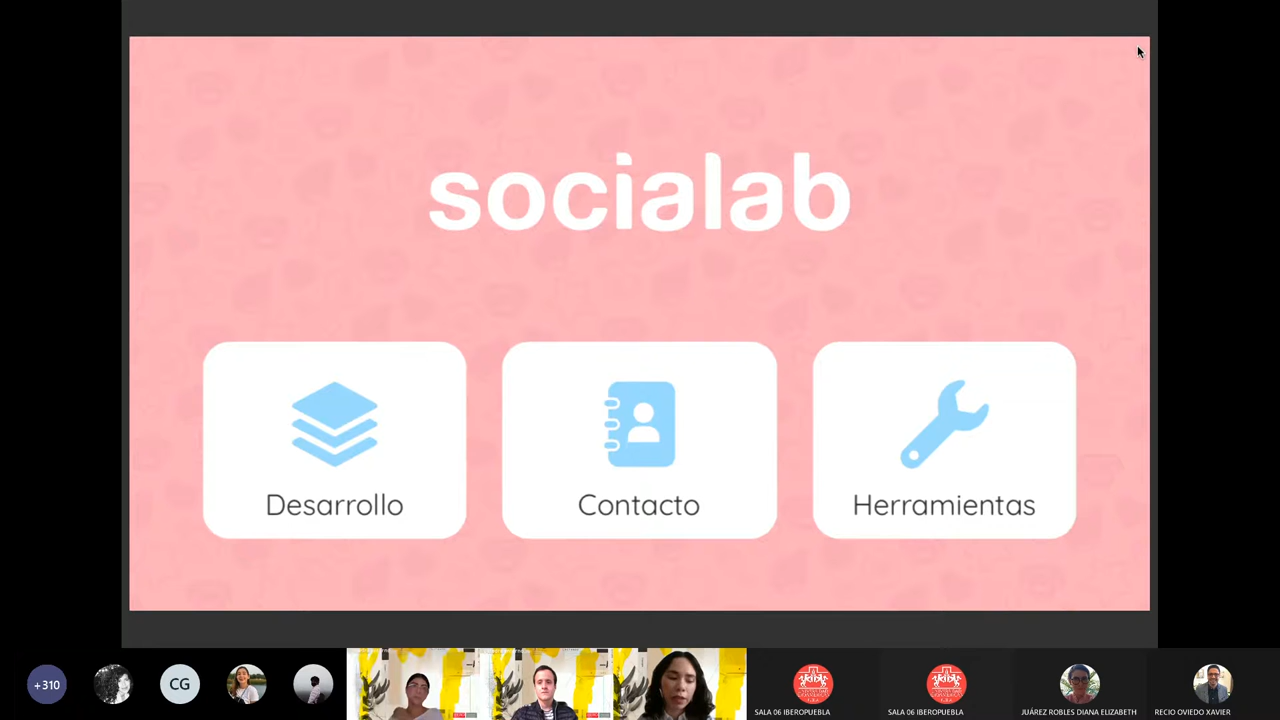 socialab
Desarrollo
Contacto
Herramientas
+310
CG
SALA 06 IBEROPUEBLA
SALA 06 IBEROPUEBLA
JUÁREZ ROBLES DIANA ELIZABETH
RECIO OVIEDO XAVIER